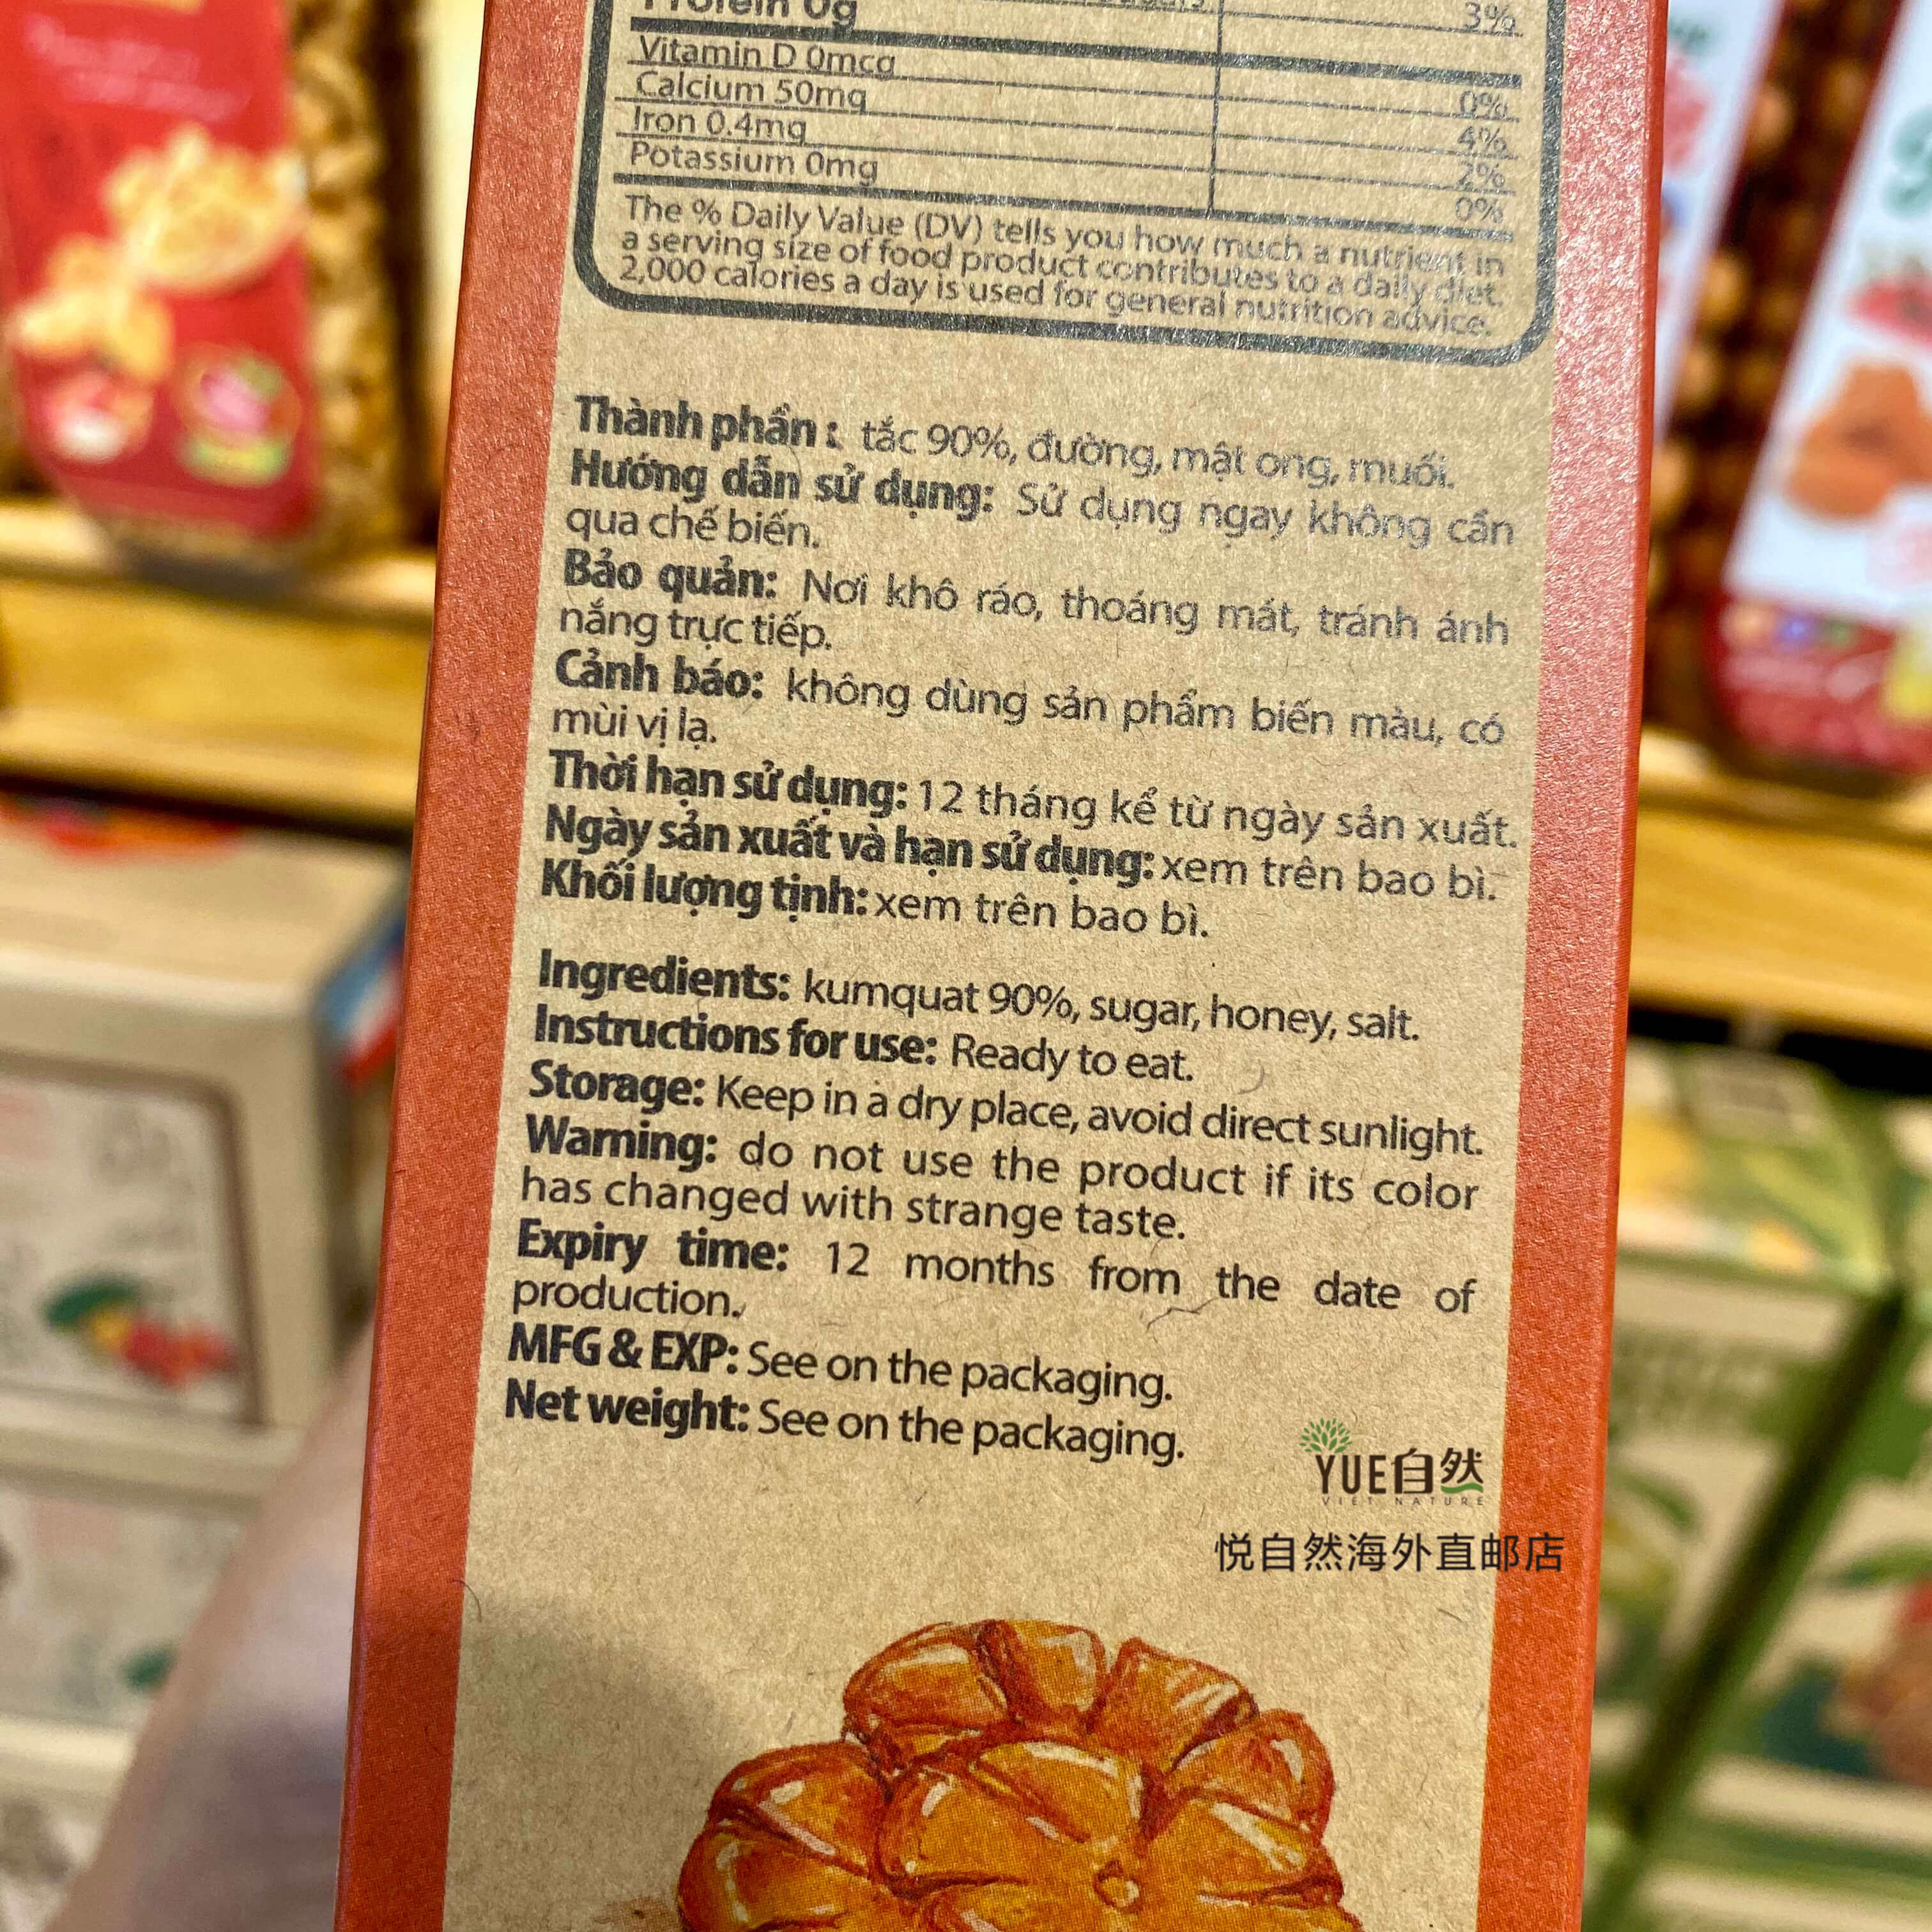 Protein 0g
3%
Vitamin D 0mcg 0%
Calcium 50mg 4%
Iron 0.4mg 2%
Potassium 0mg 0%
The % Daily Value (DV) tells you how much a nutrient in
a serving size of food product contributes to a daily diet.
2,000 calories a day is used for general nutrition advice.
Thành phần : tắc 90%, đường, mật ong, muối.
Hướng dẫn sử dụng: Sử dụng ngay không cần
qua chế biến.
Bảo quản: Nơi khô ráo, thoáng mát, tránh ánh
nắng trực tiếp.
Cảnh báo: không dùng sản phẩm biến màu, có
mùi vị lạ.
Thời hạn sử dụng: 12 tháng kể từ ngày sản xuất.
Ngày sản xuất và hạn sử dụng: xem trên bao bì.
Khối lượng tịnh: xem trên bao bì.
Ingredients: kumquat 90%, sugar, honey, salt.
Instructions for use: Ready to eat.
Storage: Keep in a dry place, avoid direct sunlight.
Warning: do not use the product if its color
has changed with strange taste.
Expiry time: 12 months from the date of
production.
MFG & EXP: See on the packaging.
Net weight: See on the packaging.
YUE自然
VIET NATURE
悦自然海外直邮店